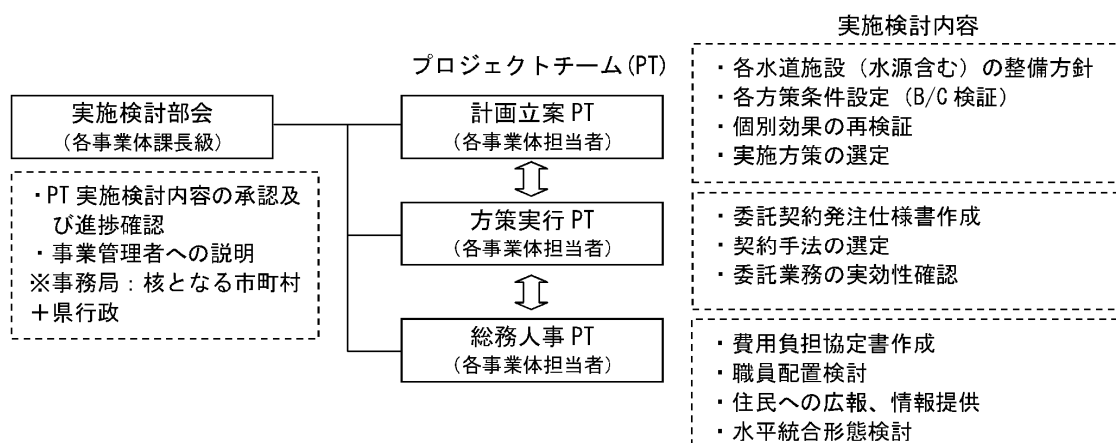 実施検討内容
プロジェクトチーム(PT)
実施検討部会
(各事業体課長級)
・PT 実施検討内容の承認及
び進捗確認
・事業管理者への説明
※事務局：核となる市町村
＋県行政
計画立案 PT
(各事業体担当者)
方策実行 PT
(各事業体担当者)
総務人事 PT
(各事業体担当者)
・各水道施設（水源含む）の整備方針
・各方策条件設定（B/C 検証）
・個別効果の再検証
・実施方策の選定
・委託契約発注仕様書作成
・契約手法の選定
・委託業務の実効性確認
・費用負担協定書作成
・職員配置検討
・住民への広報、情報提供
・水平統合形態検討